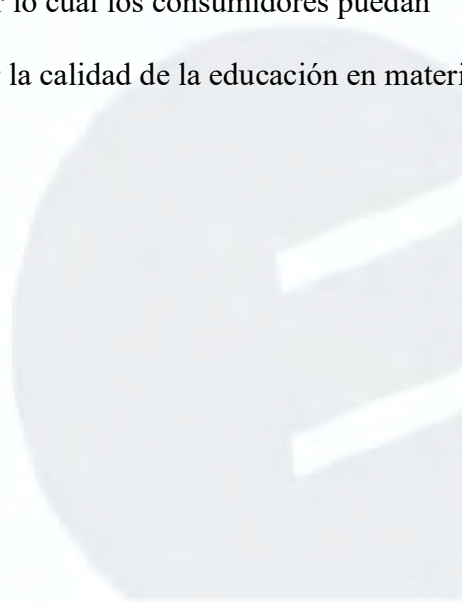 lo cual los consumidores puedan
la calidad de la educación en materi